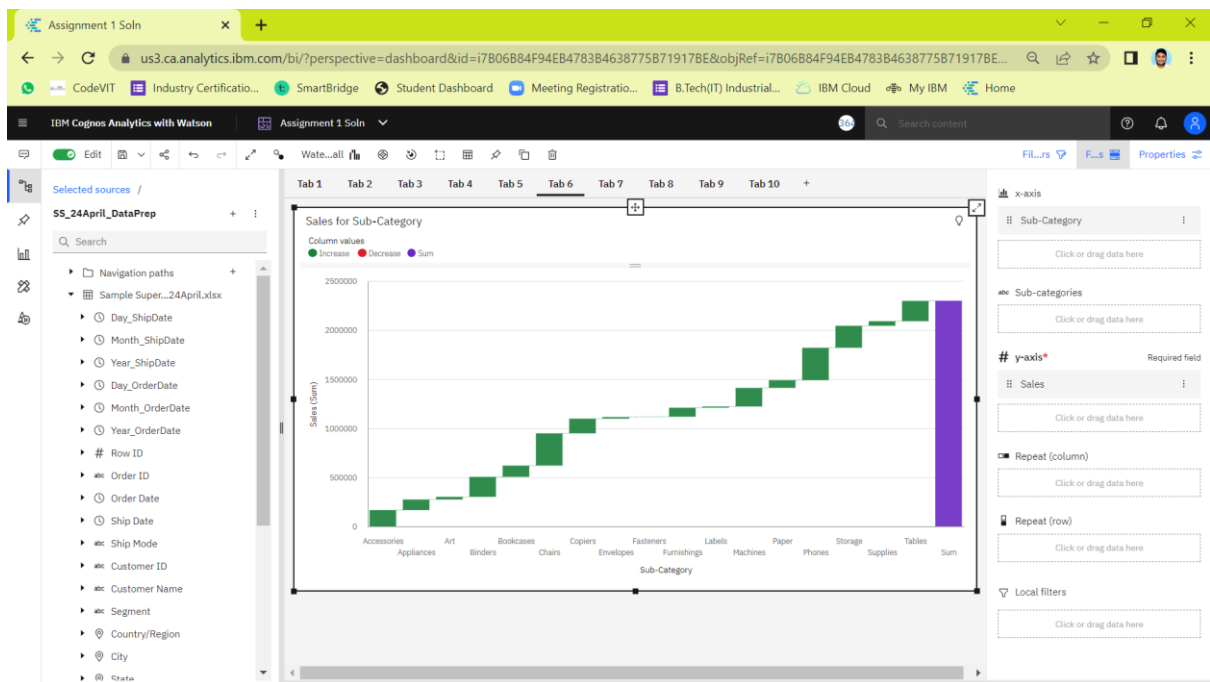 Assignment 1 Soln
us3.ca.analytics.ibm.com/bi/?perspective=dashboard&id=i7B06B84F94EB4783B4638775B71917BE&objRef=i7B06B84F94EB4783B4638775B71917BE...
CodeVIT Industry Certificatio... SmartBridge Student Dashboard Meeting Registratio... B.Tech(IT) Industrial... IBM Cloud My IBM Home
IBM Cognos Analytics with Watson Assignment 1 Soln 364 Search content
Edit Wate...all Fil...rs F...s Properties
Selected sources /
SS_24April_DataPrep
Search
Navigation paths
Sample Super...24April.xlsx
Day_ShipDate
Month_ShipDate
Year_ShipDate
Day_OrderDate
Month_OrderDate
Year_OrderDate
# Row ID
abc Order ID
Order Date
Ship Date
abc Ship Mode
abc Customer ID
abc Customer Name
abc Segment
Country/Region
City
State
Tab 1 Tab 2 Tab 3 Tab 4 Tab 5 Tab 6 Tab 7 Tab 8 Tab 9 Tab 10 +
Sales for Sub-Category
Column values
Increase Decrease Sum
Sales (Sum)
2500000
2000000
1500000
1000000
500000
0
Accessories Art Bookcases Copiers Fasteners Labels Paper Storage Tables
Appliances Binders Chairs Envelopes Furnishings Machines Phones Supplies Sum
Sub-Category
x-axis
Sub-Category
Click or drag data here
abc Sub-categories
Click or drag data here
# y-axis* Required field
Sales
Click or drag data here
Repeat (column)
Click or drag data here
Repeat (row)
Click or drag data here
Local filters
Click or drag data here